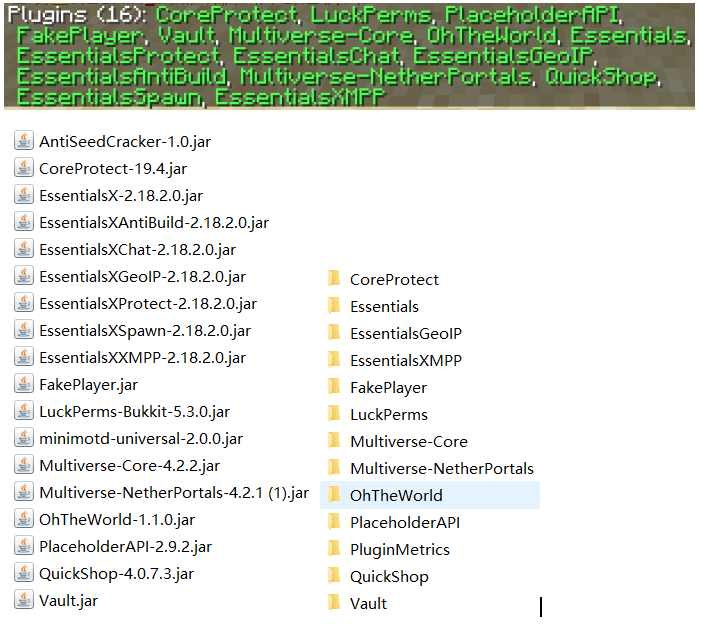 Plugins (16): CoreProtect, LuckPerms, PlaceholderAPI,
FakePlayer, Vault, Multiverse-Core, OhTheWorld, Essentials,
EssentialsProtect, EssentialsChat, EssentialsGeoIP,
EssentialsAntiBuild, Multiverse-NetherPortals, QuickShop,
EssentialsSpawn, EssentialsXMPP
AntiSeedCracker-1.0.jar
CoreProtect-19.4.jar
EssentialsX-2.18.2.0.jar
EssentialsXAntiBuild-2.18.2.0.jar
EssentialsXChat-2.18.2.0.jar
EssentialsXGeoIP-2.18.2.0.jar
EssentialsXProtect-2.18.2.0.jar
EssentialsXSpawn-2.18.2.0.jar
EssentialsXXMPP-2.18.2.0.jar
FakePlayer.jar
LuckPerms-Bukkit-5.3.0.jar
minimotd-universal-2.0.0.jar
Multiverse-Core-4.2.2.jar
Multiverse-NetherPortals-4.2.1 (1).jar
OhTheWorld-1.1.0.jar
PlaceholderAPI-2.9.2.jar
QuickShop-4.0.7.3.jar
Vault.jar
CoreProtect
Essentials
EssentialsGeoIP
EssentialsXMPP
FakePlayer
LuckPerms
Multiverse-Core
Multiverse-NetherPortals
OhTheWorld
PlaceholderAPI
PluginMetrics
QuickShop
Vault